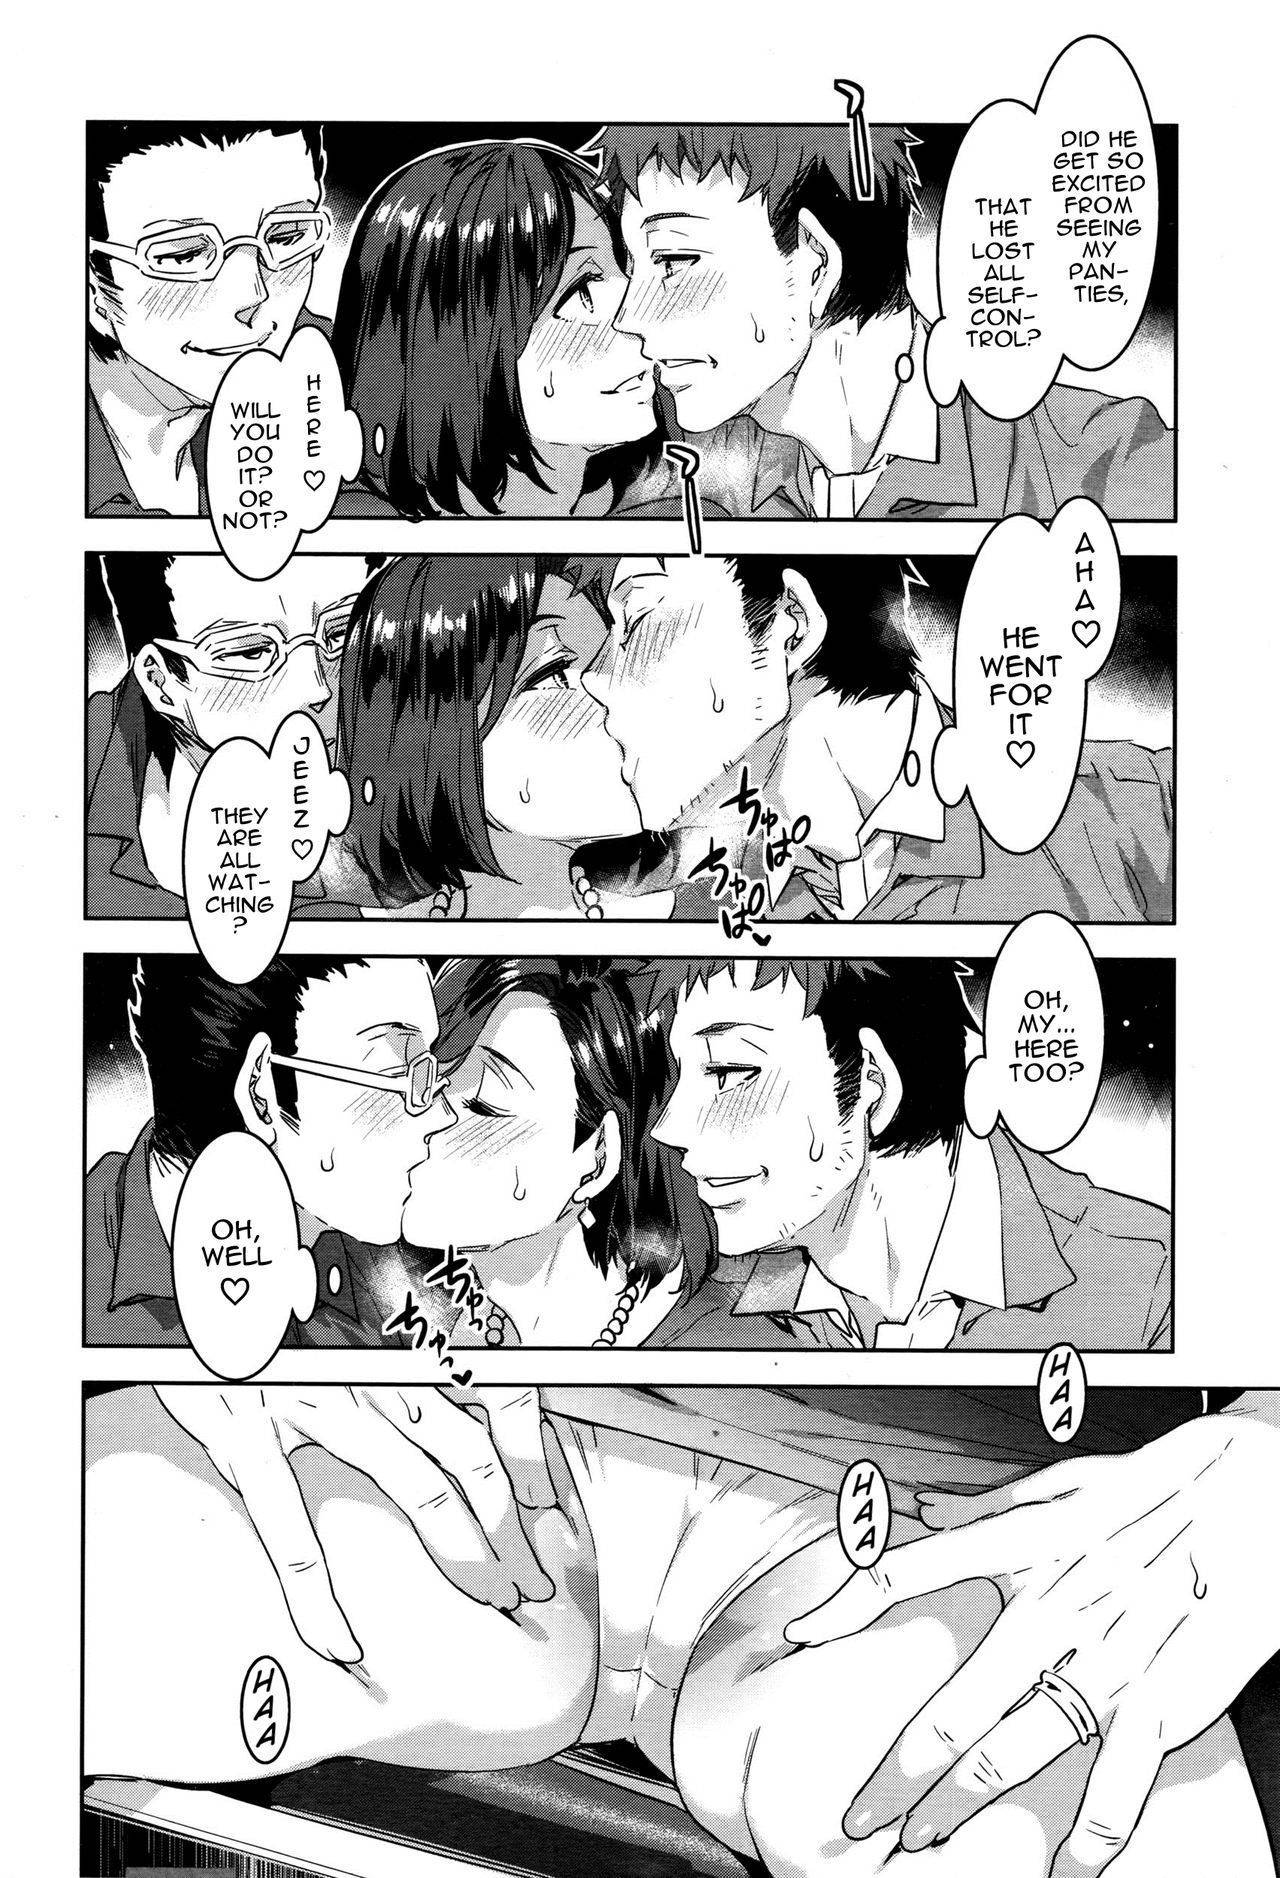 DID HE
GET SO
EXCITED
FROM
SEEING
MY
PAN-
TIES,
THAT
HE
LOST
ALL
SELF-
CON-
TROL?
HERE ♡
WILL
YOU
DO
IT?
OR
NOT?
AHA♡
HE
WENT
FOR
IT
♡
JEEZ♡
THEY
ARE
ALL
WAT-
CHING
?
ちゅぱ
ちゅぱ♥
OH,
MY...
HERE
TOO?
OH,
WELL
♡
ちゅっ
ちゅっ♥
HAA
HAA
HAA